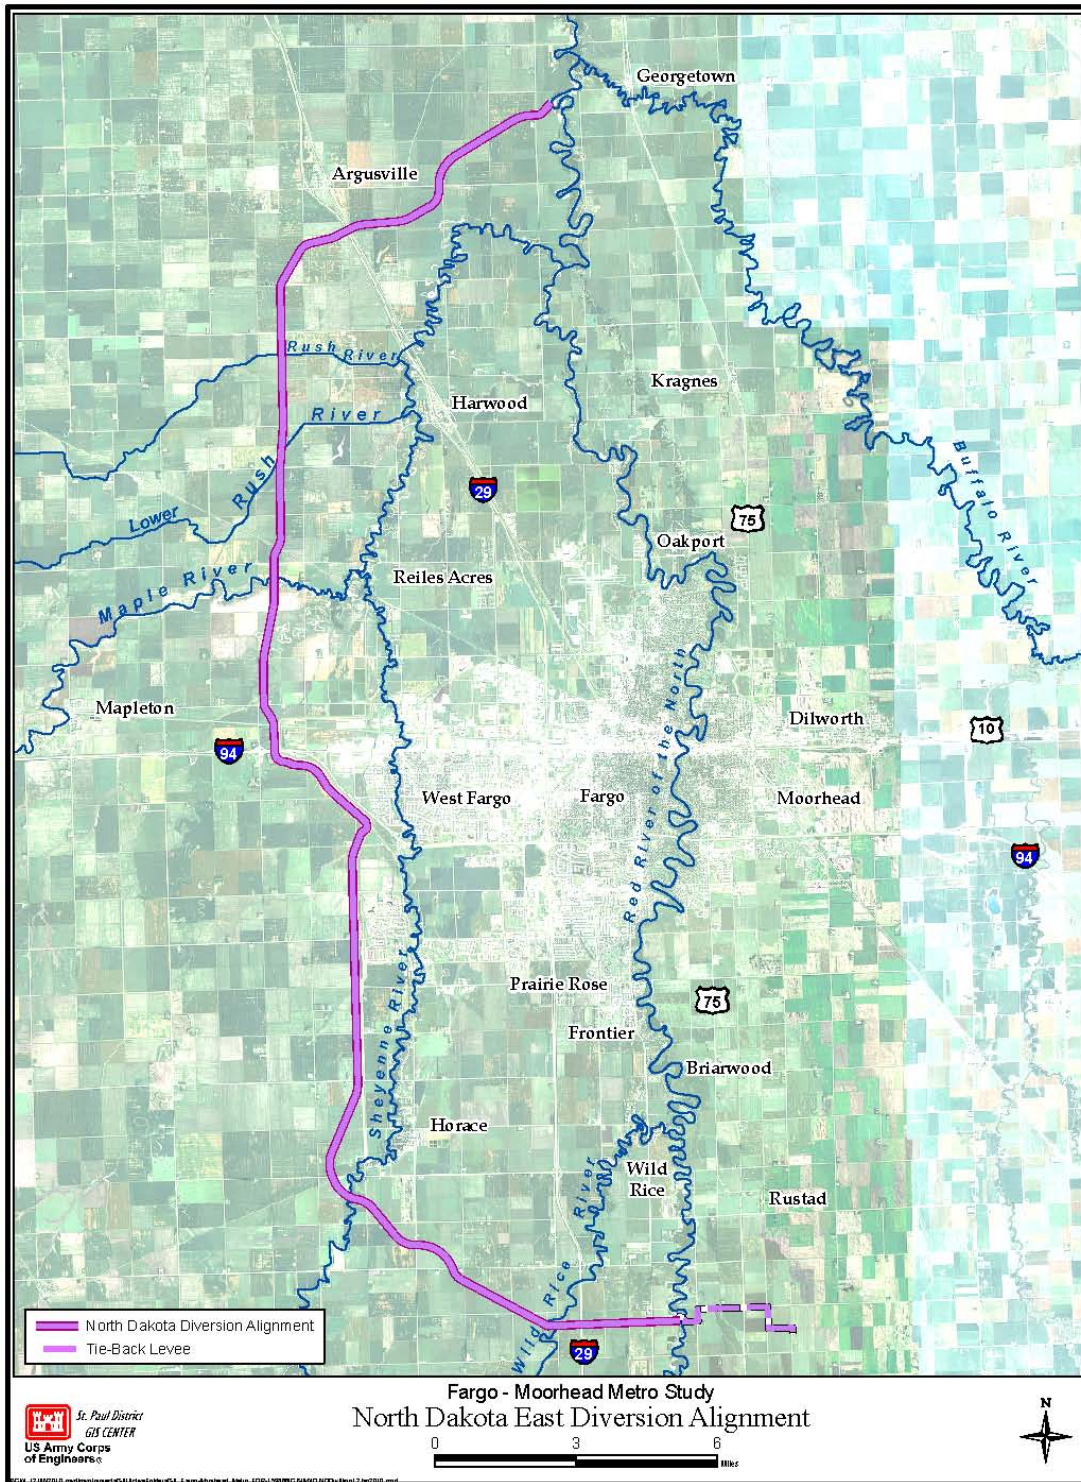 Georgetown
Argusville
Rush River
Kragnes
Harwood
River
Rush
Lower
29
75
Buffalo River
Oakport
Maple River
Reiles Acres
Red River of the North
Mapleton
Dilworth
10
94
West Fargo
Fargo
Moorhead
94
Sheyenne River
Prairie Rose
75
Frontier
Briarwood
Horace
Wild
Rice
Rustad
Wild Rice River
29
North Dakota Diversion Alignment
Tie-Back Levee
Fargo - Moorhead Metro Study
North Dakota East Diversion Alignment
St. Paul District
GIS CENTER
US Army Corps
of Engineers®
0 3 6
Miles
N